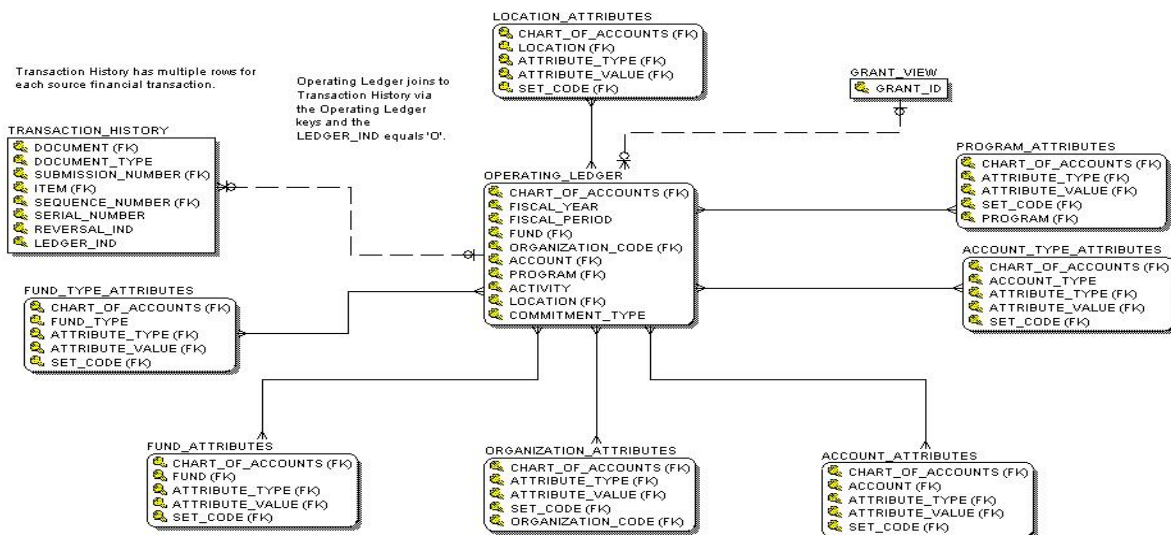 LOCATION_ATTRIBUTES
CHART_OF_ACCOUNTS (FK)
LOCATION (FK)
ATTRIBUTE_TYPE (FK)
ATTRIBUTE_VALUE (FK)
SET_CODE (FK)
Transaction History has multiple rows for
each source financial transaction.
Operating Ledger joins to
Transaction History via
the Operating Ledger
keys and the
LEDGER_IND equals 'O'.
GRANT_VIEW
GRANT_ID
TRANSACTION_HISTORY
DOCUMENT (FK)
DOCUMENT_TYPE
SUBMISSION_NUMBER (FK)
ITEM (FK)
SEQUENCE_NUMBER (FK)
SERIAL_NUMBER
REVERSAL_IND
LEDGER_IND
OPERATING_LEDGER
CHART_OF_ACCOUNTS (FK)
FISCAL_YEAR
FISCAL_PERIOD
FUND (FK)
ORGANIZATION_CODE (FK)
ACCOUNT (FK)
PROGRAM (FK)
ACTIVITY
LOCATION (FK)
COMMITMENT_TYPE
PROGRAM_ATTRIBUTES
CHART_OF_ACCOUNTS (FK)
ATTRIBUTE_TYPE (FK)
ATTRIBUTE_VALUE (FK)
SET_CODE (FK)
PROGRAM (FK)
ACCOUNT_TYPE_ATTRIBUTES
CHART_OF_ACCOUNTS (FK)
ACCOUNT_TYPE
ATTRIBUTE_TYPE (FK)
ATTRIBUTE_VALUE (FK)
SET_CODE (FK)
FUND_TYPE_ATTRIBUTES
CHART_OF_ACCOUNTS (FK)
FUND_TYPE
ATTRIBUTE_TYPE (FK)
ATTRIBUTE_VALUE (FK)
SET_CODE (FK)
FUND_ATTRIBUTES
CHART_OF_ACCOUNTS (FK)
FUND (FK)
ATTRIBUTE_TYPE (FK)
ATTRIBUTE_VALUE (FK)
SET_CODE (FK)
ORGANIZATION_ATTRIBUTES
CHART_OF_ACCOUNTS (FK)
ATTRIBUTE_TYPE (FK)
ATTRIBUTE_VALUE (FK)
SET_CODE (FK)
ORGANIZATION_CODE (FK)
ACCOUNT_ATTRIBUTES
CHART_OF_ACCOUNTS (FK)
ACCOUNT (FK)
ATTRIBUTE_TYPE (FK)
ATTRIBUTE_VALUE (FK)
SET_CODE (FK)